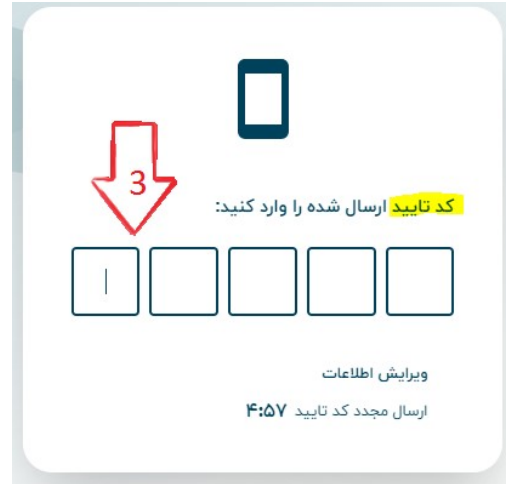 3
کد تایید ارسال شده را وارد کنید:
ویرایش اطلاعات
ارسال مجدد کد تایید ۴:۵۷